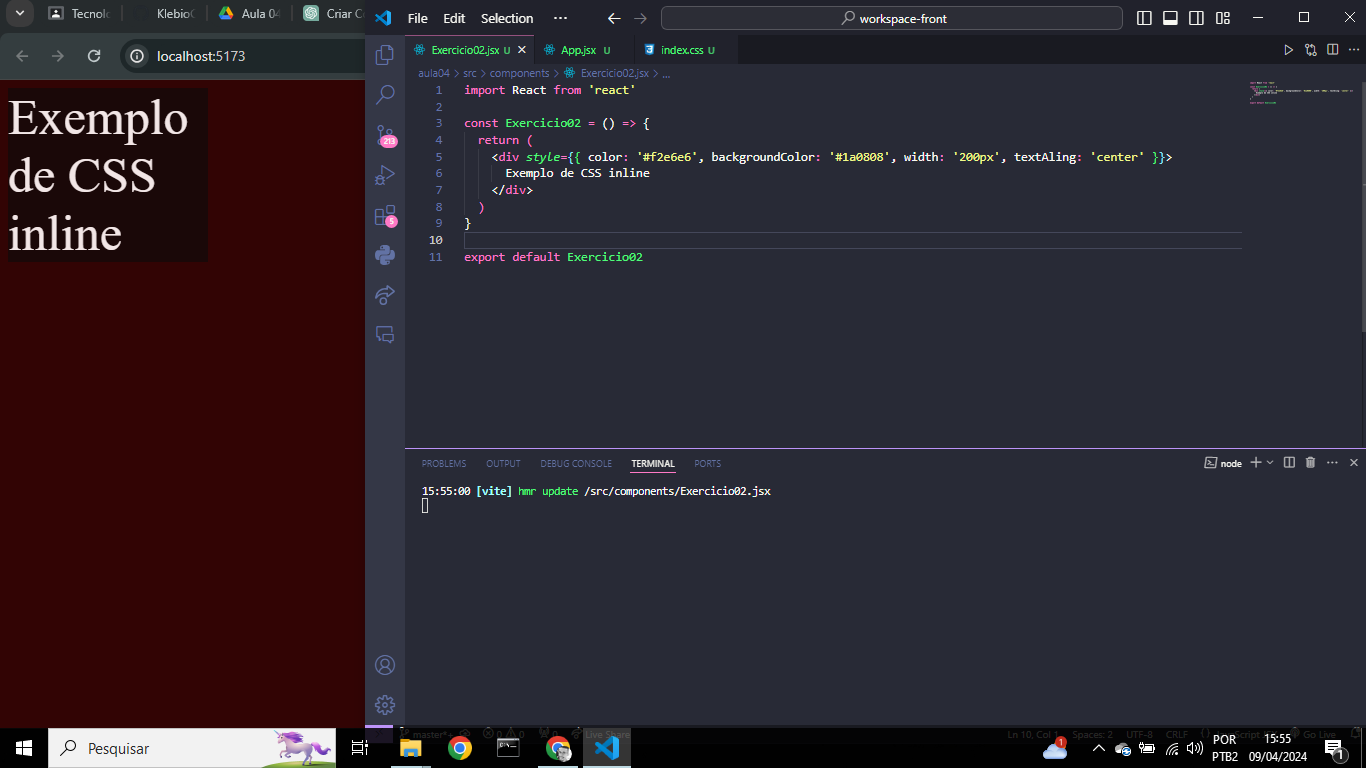 Tecnolo
KlebioC
Aula 04
Criar Ca
localhost:5173
Exemplo
de CSS
inline
File Edit Selection ···
workspace-front
Exercicio02.jsx U
App.jsx U
index.css U
aula04 > src > components > Exercicio02.jsx > ...
1 import React from 'react'
2
3 const Exercicio02 = () => {
4 return (
5 <div style={{ color: '#f2e6e6', backgroundColor: '#1a0808', width: '200px', textAling: 'center' }}>
6 Exemplo de CSS inline
7 </div>
8 )
9 }
10
11 export default Exercicio02
213
5
PROBLEMS OUTPUT DEBUG CONSOLE TERMINAL PORTS
node
15:55:00 [vite] hmr update /src/components/Exercicio02.jsx
master*+ 0 0 0 Live Share
Ln 10, Col 1 Spaces: 2 UTF-8 CRLF Go Live
Pesquisar
1
POR
PTB2
15:55
09/04/2024
1